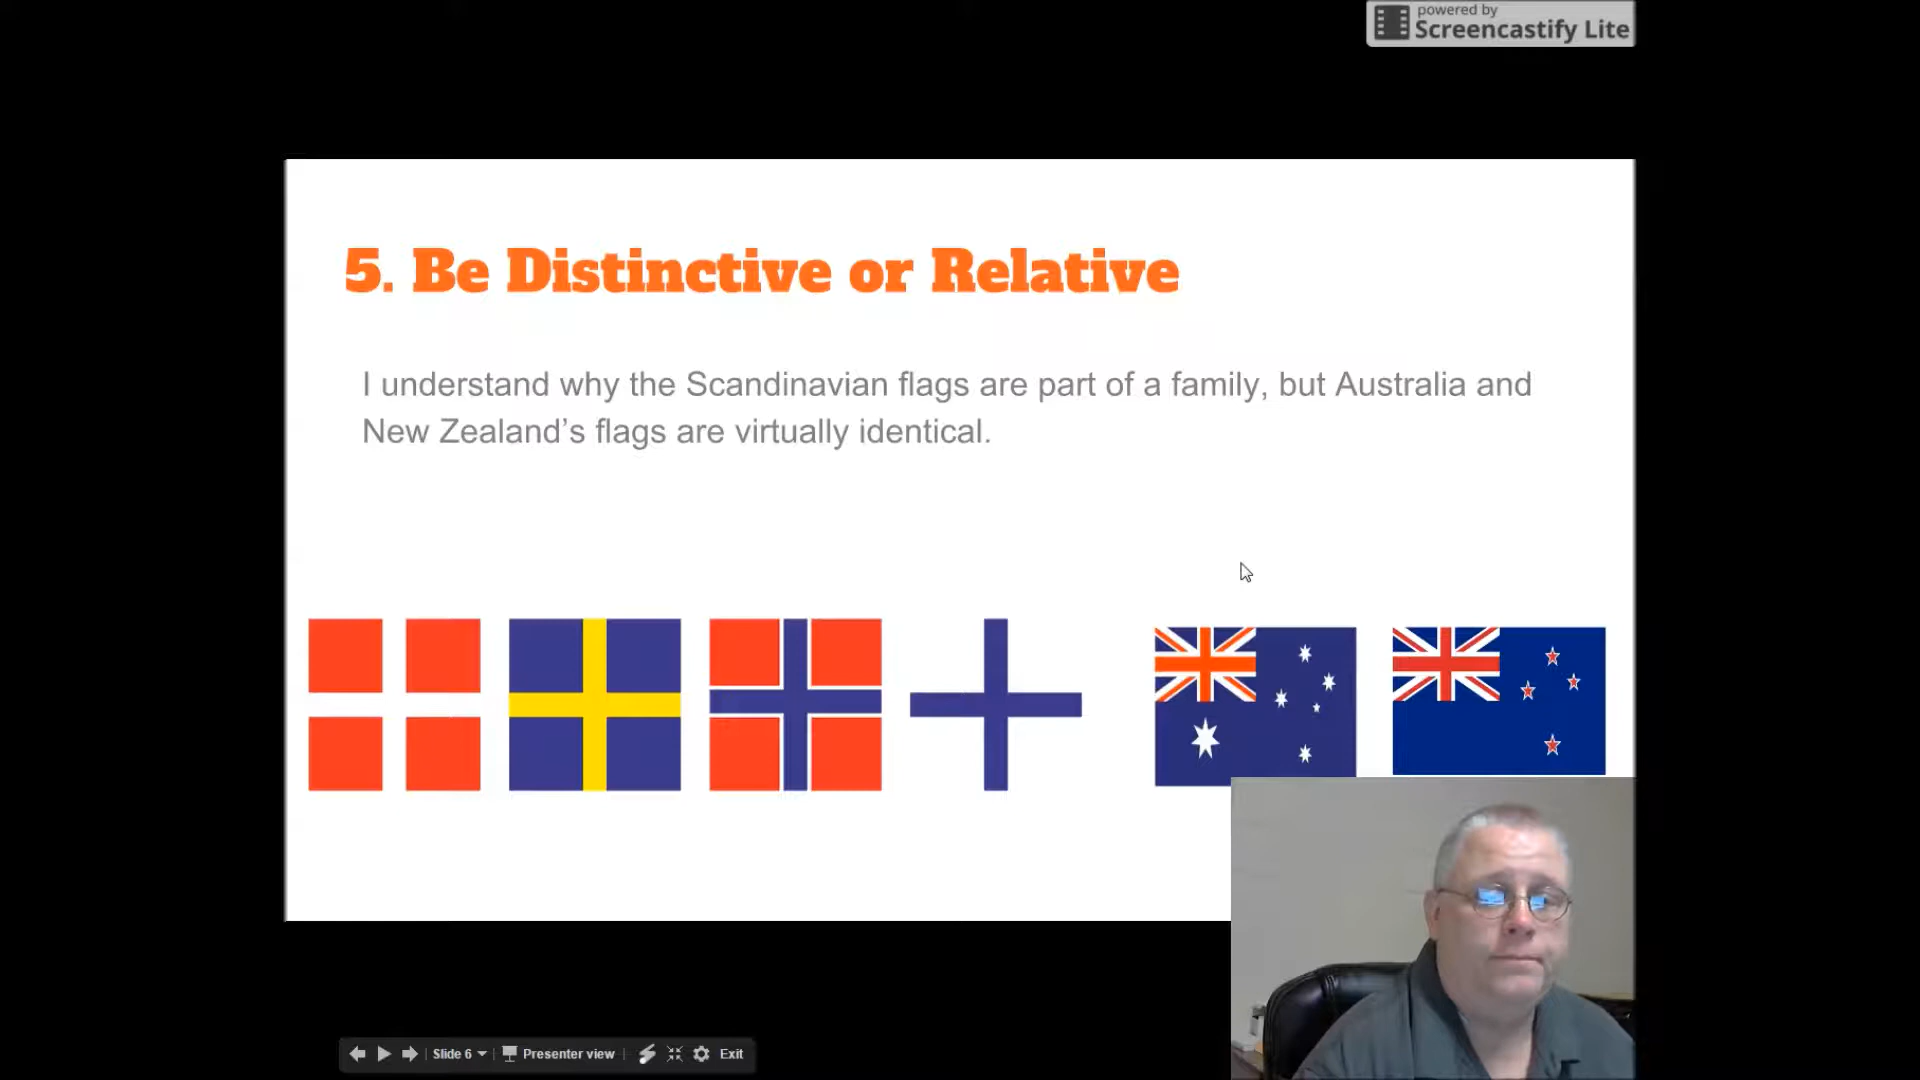 powered by
Screencastify Lite
5. Be Distinctive or Relative
I understand why the Scandinavian flags are part of a family, but Australia and
New Zealand’s flags are virtually identical.
Slide 6
Presenter view
Exit